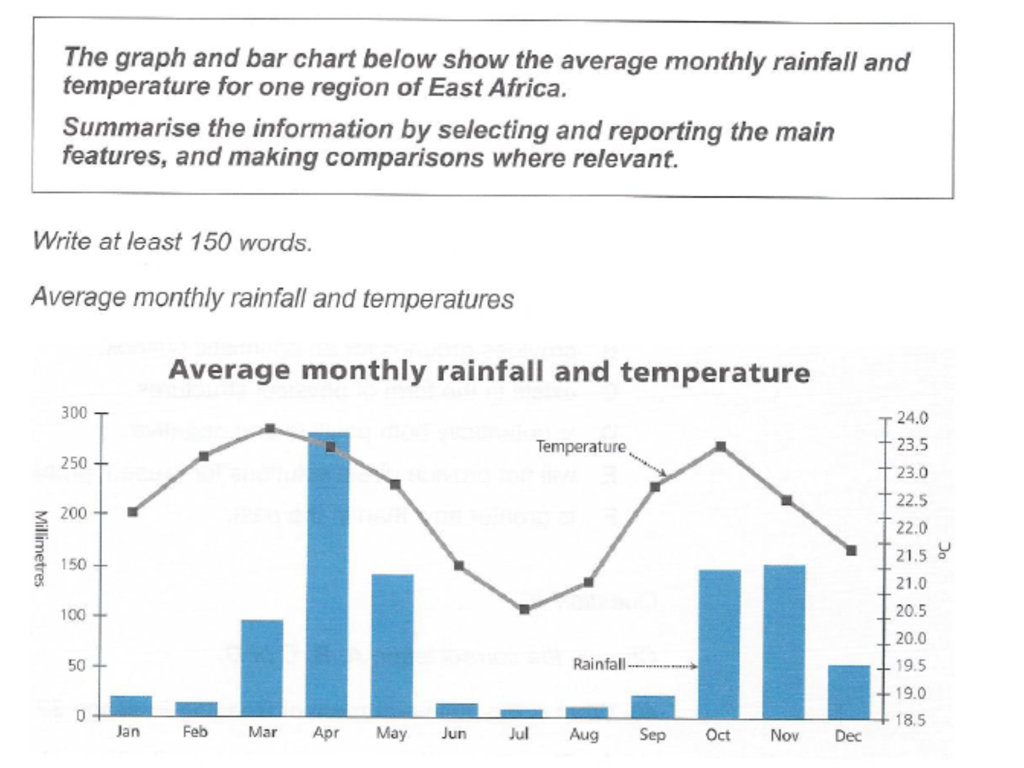 The graph and bar chart below show the average monthly rainfall and
temperature for one region of East Africa.
Summarise the information by selecting and reporting the main
features, and making comparisons where relevant.
Write at least 150 words.
Average monthly rainfall and temperatures
Average monthly rainfall and temperature
300
250
200
150
100
50
0
Millimetres
Temperature
Rainfall
24.0
23.5
23.0
22.5
22.0
21.5
21.0
20.5
20.0
19.5
19.0
18.5
°C
Jan Feb Mar Apr May Jun Jul Aug Sep Oct Nov Dec